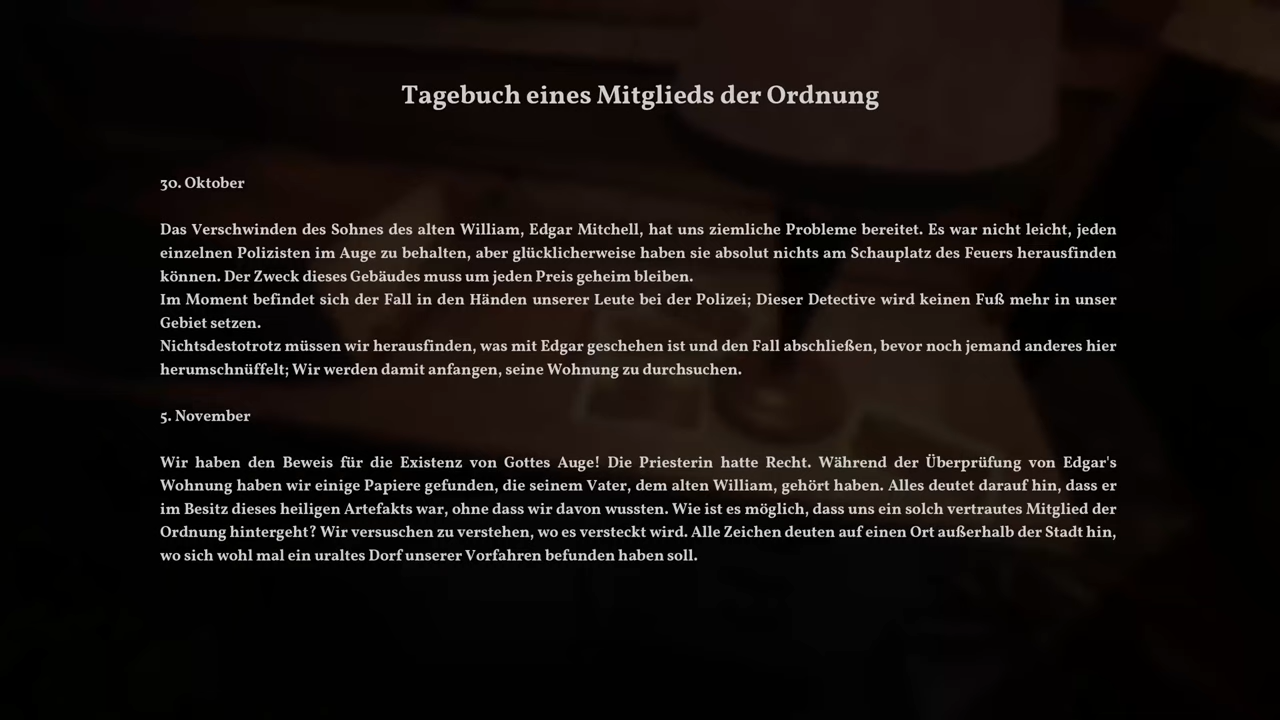 Tagebuch eines Mitglieds der Ordnung
30. Oktober
Das Verschwinden des Sohnes des alten William, Edgar Mitchell, hat uns ziemliche Probleme bereitet. Es war nicht leicht, jeden
einzelnen Polizisten im Auge zu behalten, aber glücklicherweise haben sie absolut nichts am Schauplatz des Feuers herausfinden
können. Der Zweck dieses Gebäudes muss um jeden Preis geheim bleiben.
Im Moment befindet sich der Fall in den Händen unserer Leute bei der Polizei; Dieser Detective wird keinen Fuß mehr in unser
Gebiet setzen.
Nichtsdestotrotz müssen wir herausfinden, was mit Edgar geschehen ist und den Fall abschließen, bevor noch jemand anderes hier
herumschnüffelt; Wir werden damit anfangen, seine Wohnung zu durchsuchen.
5. November
Wir haben den Beweis für die Existenz von Gottes Auge! Die Priesterin hatte Recht. Während der Überprüfung von Edgar's
Wohnung haben wir einige Papiere gefunden, die seinem Vater, dem alten William, gehört haben. Alles deutet darauf hin, dass er
im Besitz dieses heiligen Artefakts war, ohne dass wir davon wussten. Wie ist es möglich, dass uns ein solch vertrautes Mitglied der
Ordnung hintergeht? Wir versuschen zu verstehen, wo es versteckt wird. Alle Zeichen deuten auf einen Ort außerhalb der Stadt hin,
wo sich wohl mal ein uraltes Dorf unserer Vorfahren befunden haben soll.